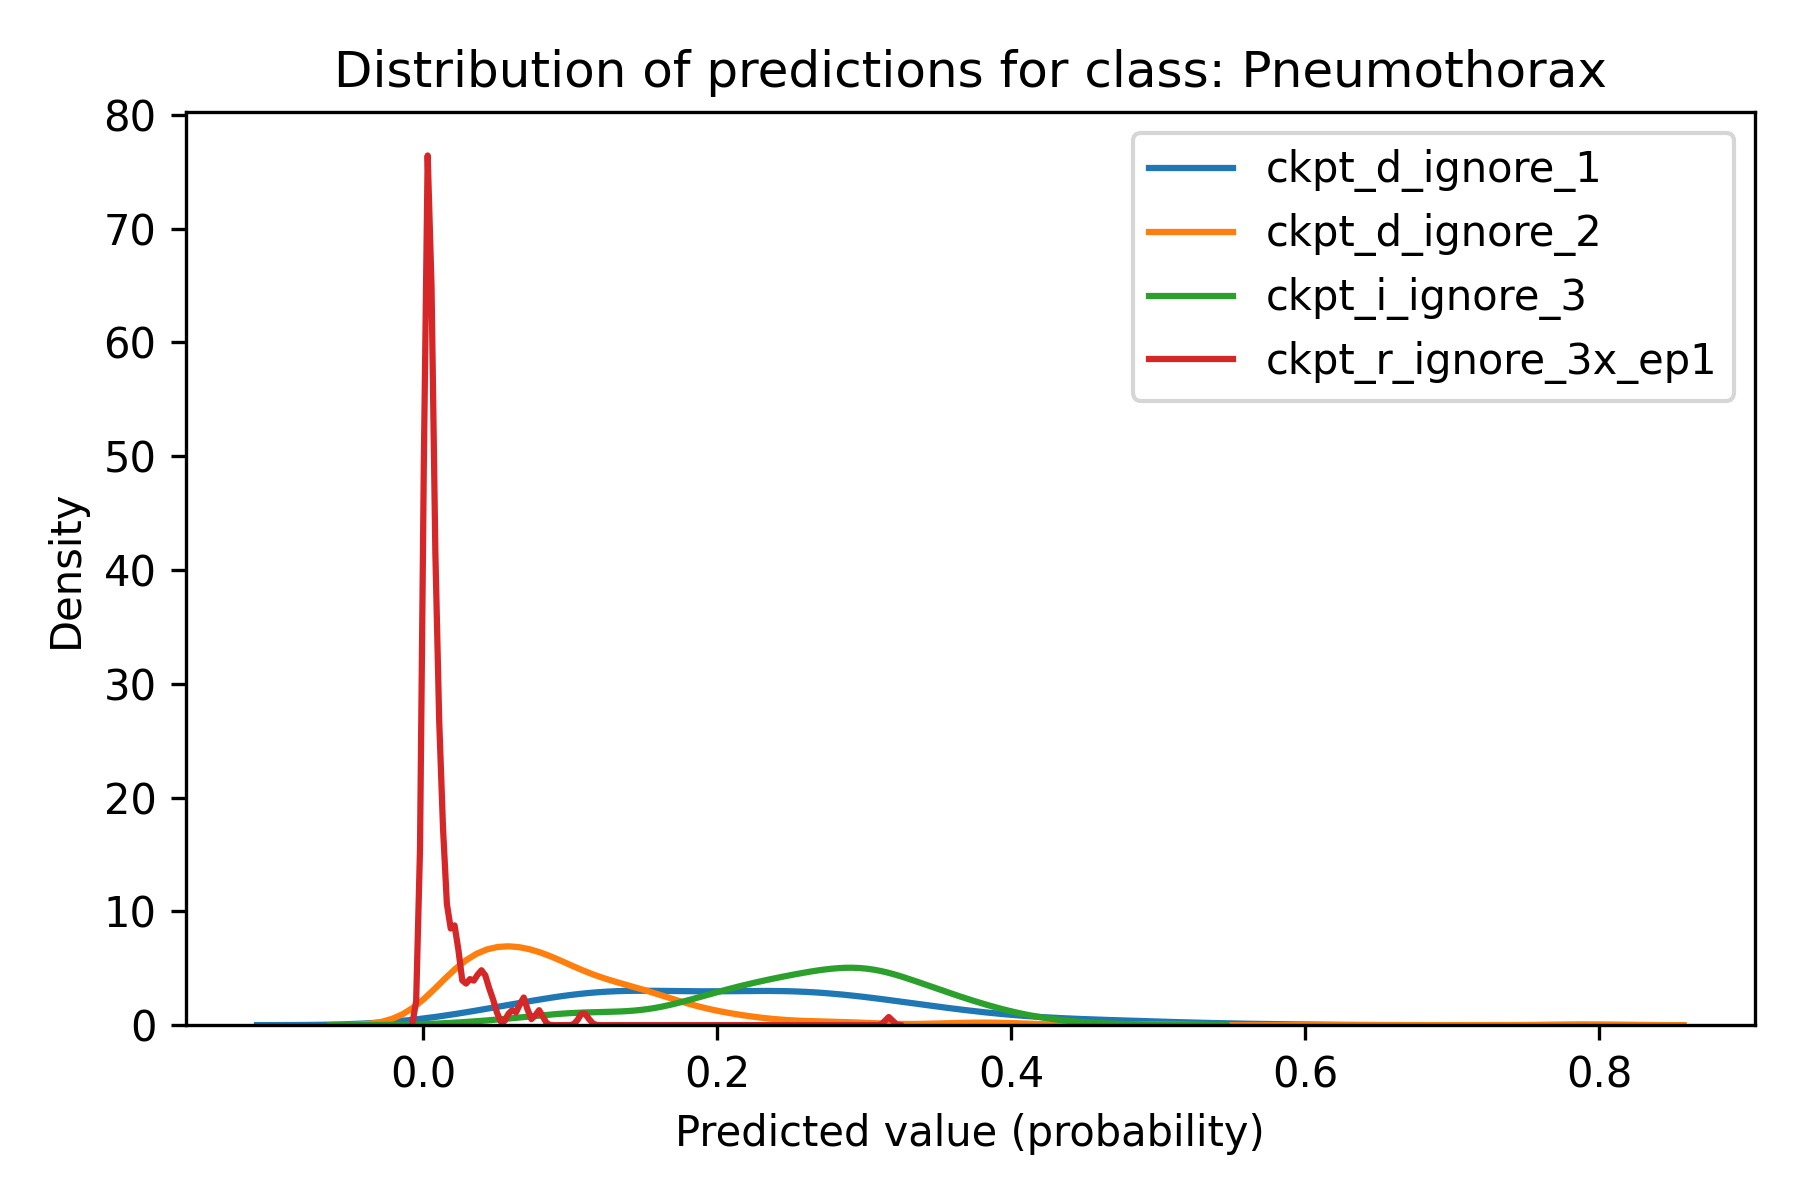 Distribution of predictions for class: Pneumothorax
80
70
60
50
40
30
20
10
0
Density
ckpt_d_ignore_1
ckpt_d_ignore_2
ckpt_i_ignore_3
ckpt_r_ignore_3x_ep1
0.0 0.2 0.4 0.6 0.8
Predicted value (probability)